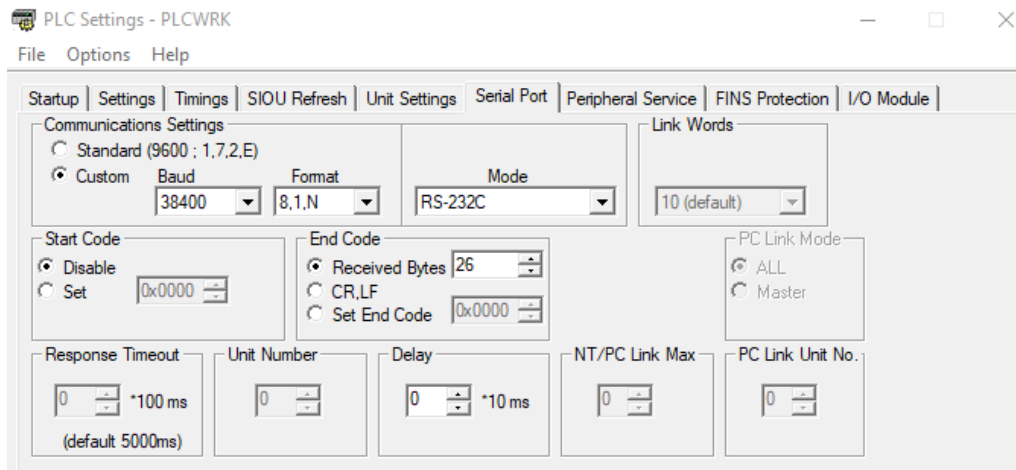 PLC Settings - PLCWRK
File Options Help
Startup Settings Timings SIOU Refresh Unit Settings Serial Port Peripheral Service FINS Protection I/O Module
Communications Settings
Standard (9600 ; 1,7,2,E)
Custom
Baud
38400
Format
8,1,N
Mode
RS-232C
Link Words
10 (default)
Start Code
Disable
Set 0x0000
End Code
Received Bytes 26
CR,LF
Set End Code 0x0000
PC Link Mode
ALL
Master
Response Timeout
0 *100 ms
(default 5000ms)
Unit Number
0
Delay
0 *10 ms
NT/PC Link Max
0
PC Link Unit No.
0